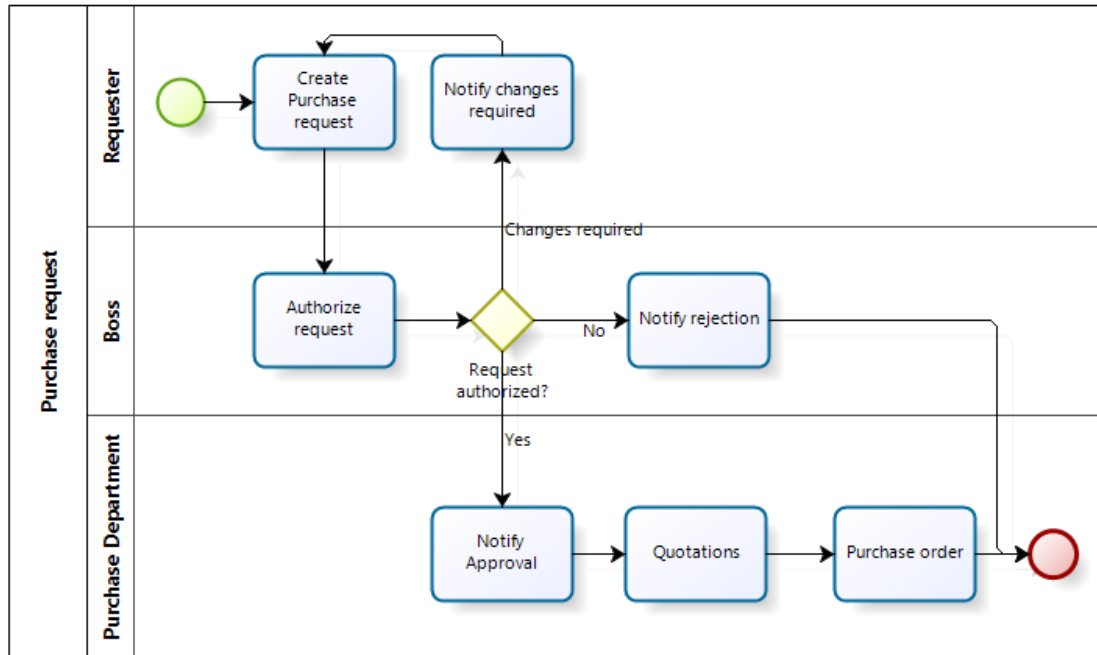 Purchase request
Requester
Create
Purchase
request
Notify changes
required
Changes required
Boss
Authorize
request
Request
authorized?
No
Notify rejection
Yes
Purchase Department
Notify
Approval
Quotations
Purchase order